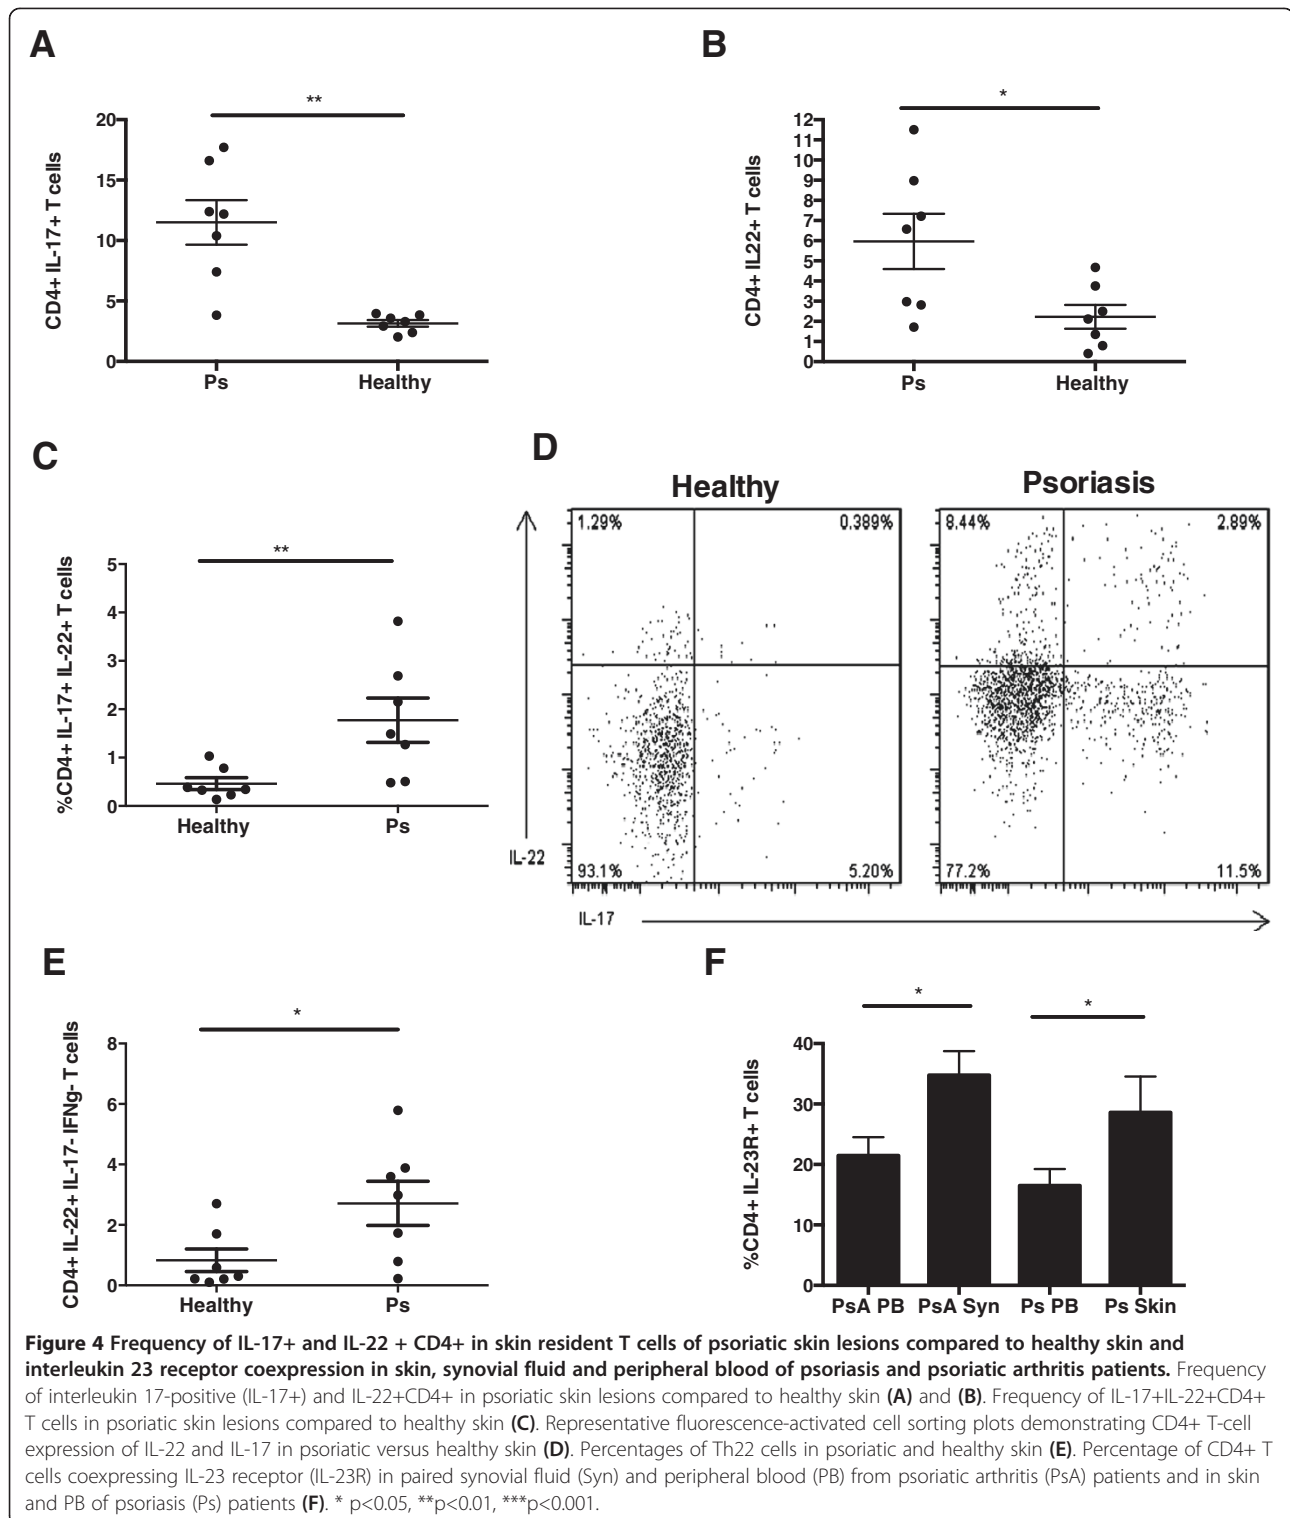 A
**
20
15
10
5
0
CD4+ IL-17+ T cells
Ps Healthy
B
*
12
11
10
9
8
7
6
5
4
3
2
1
0
CD4+ IL22+ T cells
Ps Healthy
C
**
5
4
3
2
1
0
%CD4+ IL-17+ IL-22+ T cells
Healthy Ps
D
Healthy Psoriasis
1.29% 0.389% 8.44% 2.89%
93.1% 5.20% 77.2% 11.5%
IL-22
IL-17
E
*
8
6
4
2
0
CD4+ IL-22+ IL-17- IFNg- T cells
Healthy Ps
F
* *
40
30
20
10
0
%CD4+ IL-23R+ T cells
PsA PB PsA Syn Ps PB Ps Skin
Figure 4 Frequency of IL-17+ and IL-22 + CD4+ in skin resident T cells of psoriatic skin lesions compared to healthy skin and
interleukin 23 receptor coexpression in skin, synovial fluid and peripheral blood of psoriasis and psoriatic arthritis patients. Frequency
of interleukin 17-positive (IL-17+) and IL-22+CD4+ in psoriatic skin lesions compared to healthy skin (A) and (B). Frequency of IL-17+IL-22+CD4+
T cells in psoriatic skin lesions compared to healthy skin (C). Representative fluorescence-activated cell sorting plots demonstrating CD4+ T-cell
expression of IL-22 and IL-17 in psoriatic versus healthy skin (D). Percentages of Th22 cells in psoriatic and healthy skin (E). Percentage of CD4+ T
cells coexpressing IL-23 receptor (IL-23R) in paired synovial fluid (Syn) and peripheral blood (PB) from psoriatic arthritis (PsA) patients and in skin
and PB of psoriasis (Ps) patients (F). * p<0.05, **p<0.01, ***p<0.001.